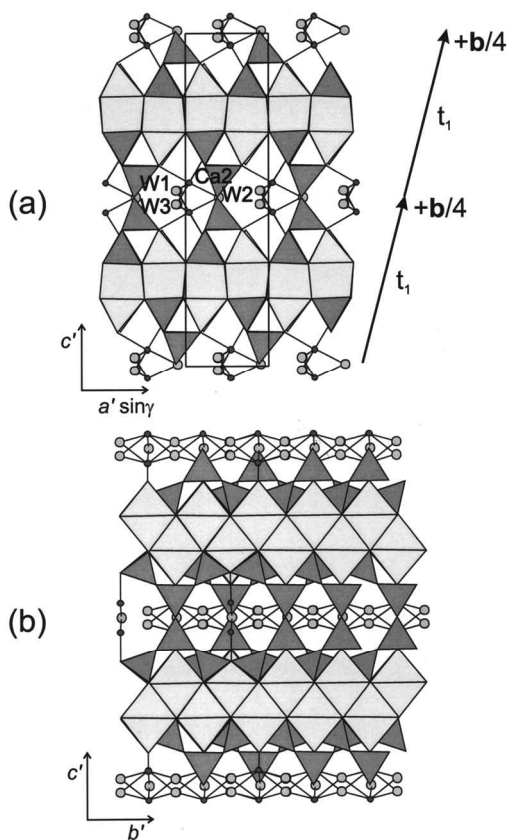 +b/4
t1
(a)
W1
Ca2
W3
W2
+b/4
t1
c'
a' sinγ
(b)
c'
b'